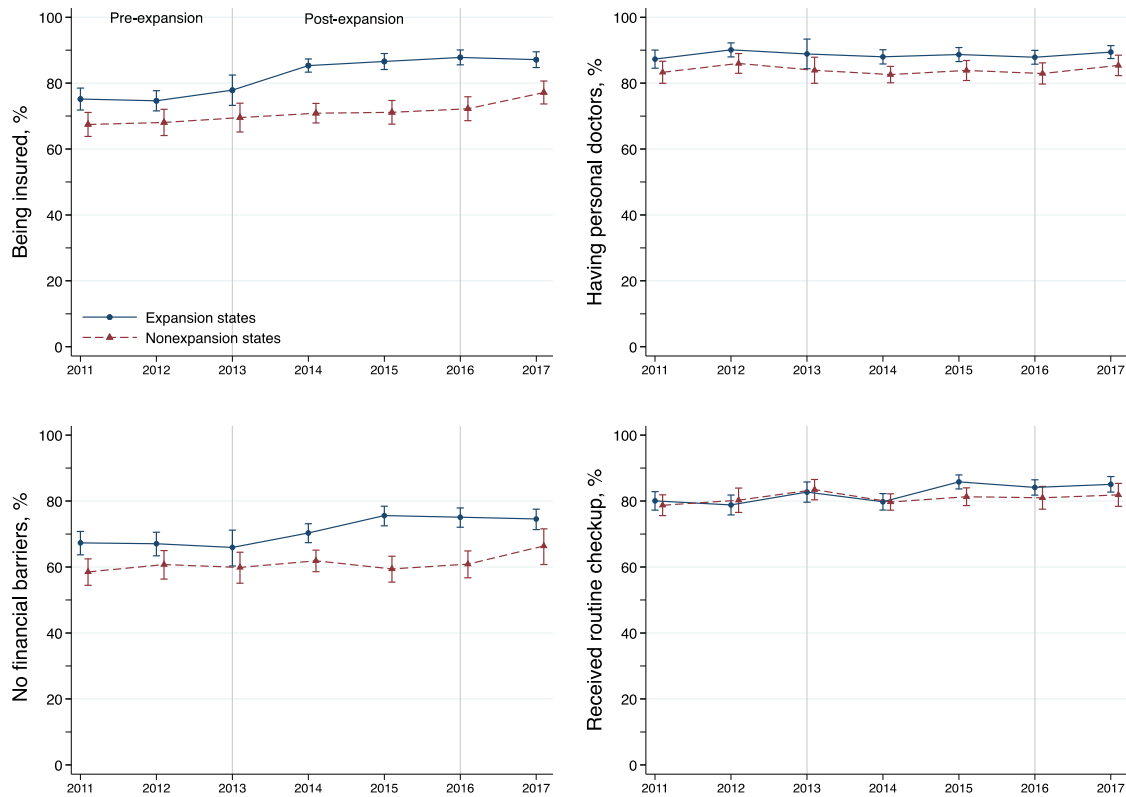 Pre-expansion Post-expansion
Being insured, %
100
80
60
40
20
0
Expansion states
Nonexpansion states
2011 2012 2013 2014 2015 2016 2017
Having personal doctors, %
100
80
60
40
20
0
2011 2012 2013 2014 2015 2016 2017
No financial barriers, %
100
80
60
40
20
0
2011 2012 2013 2014 2015 2016 2017
Received routine checkup, %
100
80
60
40
20
0
2011 2012 2013 2014 2015 2016 2017